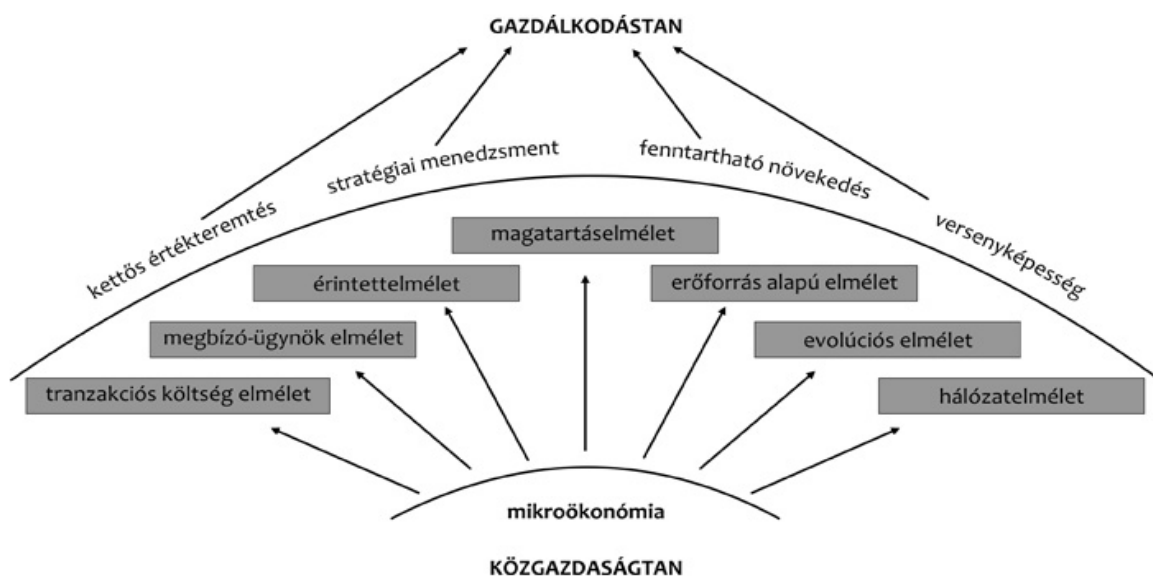 GAZDÁLKODÁSTAN
kettős értékteremtés
stratégiai menedzsment
fenntartható növekedés
versenyképesség
magatartáselmélet
érintettelmélet
erőforrás alapú elmélet
megbízó-ügynök elmélet
evolúciós elmélet
tranzakciós költség elmélet
hálózatelmélet
mikroökonómia
KÖZGAZDASÁGTAN